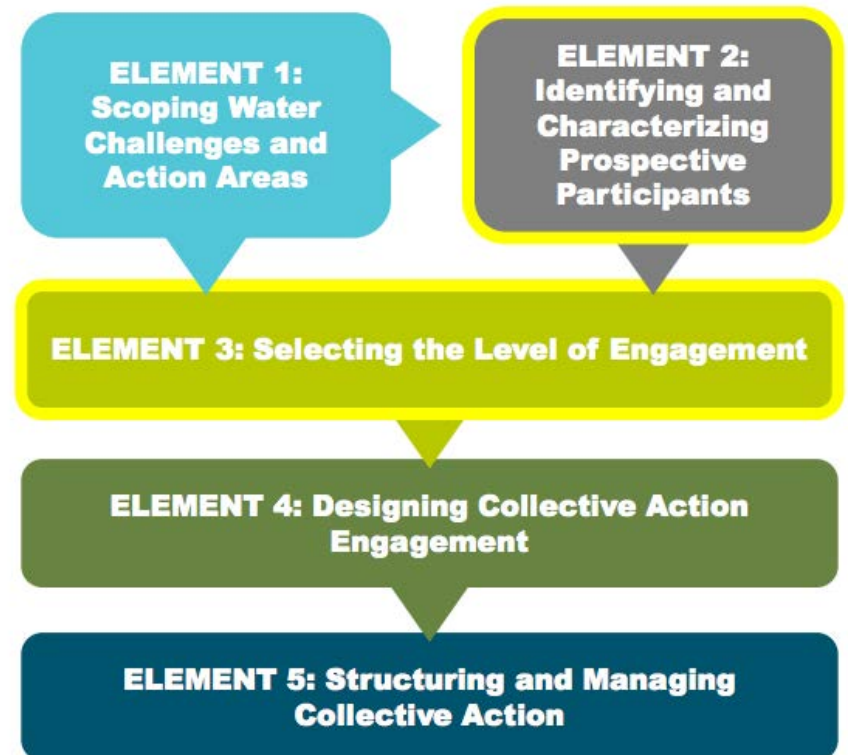 ELEMENT 1:
Scoping Water
Challenges and
Action Areas
ELEMENT 2:
Identifying and
Characterizing
Prospective
Participants
ELEMENT 3: Selecting the Level of Engagement
ELEMENT 4: Designing Collective Action
Engagement
ELEMENT 5: Structuring and Managing
Collective Action